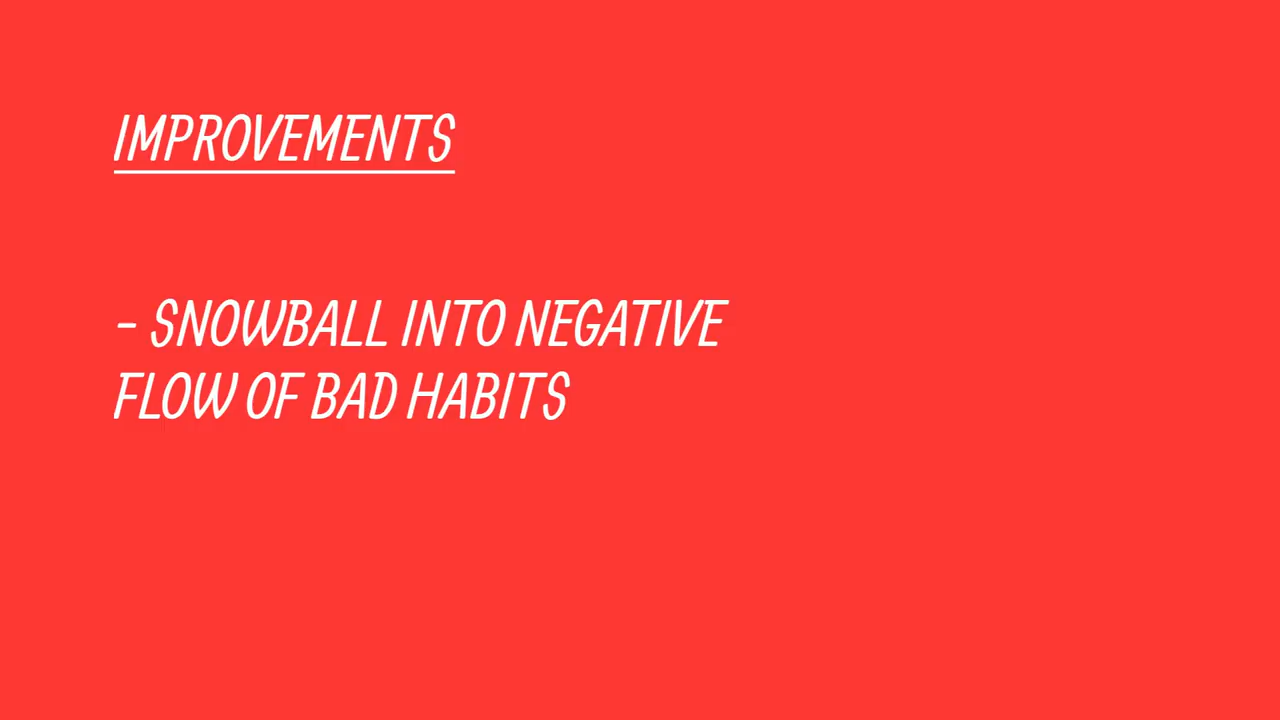 IMPROVEMENTS
- SNOWBALL INTO NEGATIVE
FLOW OF BAD HABITS